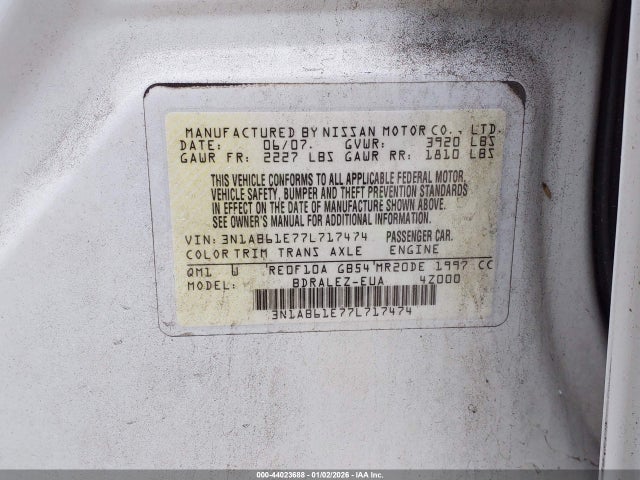 MANUFACTURED BY NISSAN MOTOR CO., LTD.
DATE: 06/07. GVWR: 3920 LBS
GAWR FR: 2227 LBS GAWR RR: 1810 LBS
THIS VEHICLE CONFORMS TO ALL APPLICABLE FEDERAL MOTOR
VEHICLE SAFETY, BUMPER AND THEFT PREVENTION STANDARDS
IN EFFECT ON THE DATE OF MANUFACTURE SHOWN ABOVE.
SEE OWNER'S MANUAL FOR ADDITIONAL INFORMATION.
VIN: 3N1AB61E77L717474 PASSENGER CAR.
COLOR TRIM TRANS AXLE ENGINE
QM1 W RE0F10A GB54 MR20DE 1997 CC
MODEL: BDRALEZ-EUA 4Z000
3N1AB61E77L717474
000-44023688 - 01/02/2026 - IAA Inc.